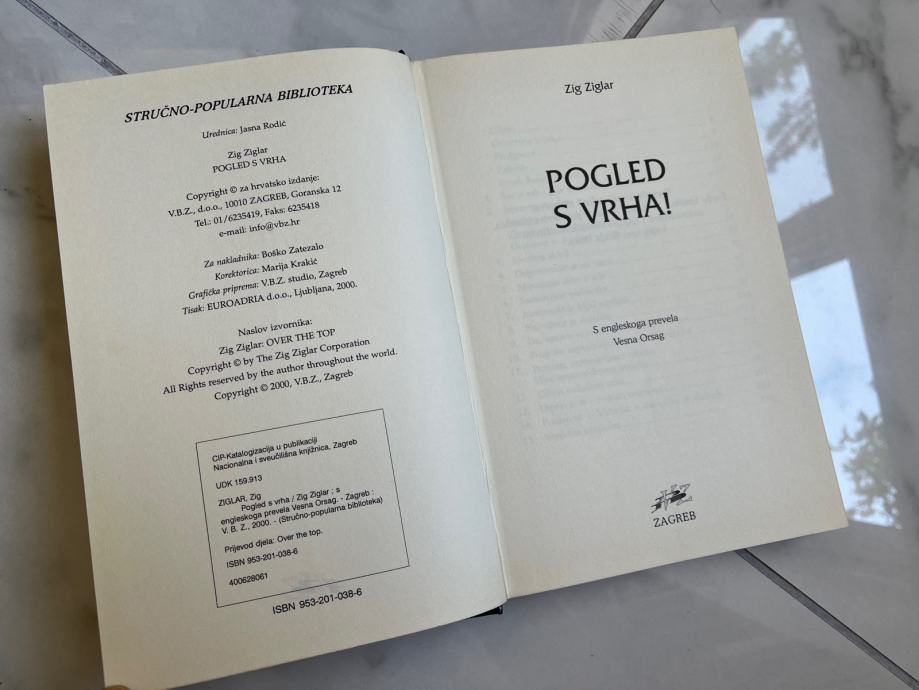 STRUČNO-POPULARNA BIBLIOTEKA
Urednica: Jasna Rodić
Zig Ziglar
POGLED S VRHA
Copyright © za hrvatsko izdanje:
V.B.Z., d.o.o., 10010 ZAGREB, Goranska 12
Tel.: 01/6235419, Faks: 6235418
e-mail: info@vbz.hr
Za nakladnika: Boško Zatezalo
Korektorica: Marija Krakić
Grafička priprema: V.B.Z. studio, Zagreb
Tisak: EUROADRIA d.o.o., Ljubljana, 2000.
Naslov izvornika:
Zig Ziglar: OVER THE TOP
Copyright © by The Zig Ziglar Corporation
All Rights reserved by the author throughout the world.
Copyright © 2000, V.B.Z., Zagreb
CIP-Katalogizacija u publikaciji
Nacionalna i sveučilišna knjižnica, Zagreb
UDK 159.913
ZIGLAR, Zig
Pogled s vrha / Zig Ziglar ; s
engleskoga prevela Vesna Orsag. - Zagreb :
V. B. Z., 2000. - (Stručno-popularna biblioteka)
Prijevod djela: Over the top.
ISBN 953-201-038-6
400628061
ISBN 953-201-038-6
Zig Ziglar
POGLED
S VRHA!
S engleskoga prevela
Vesna Orsag
ZAGREB